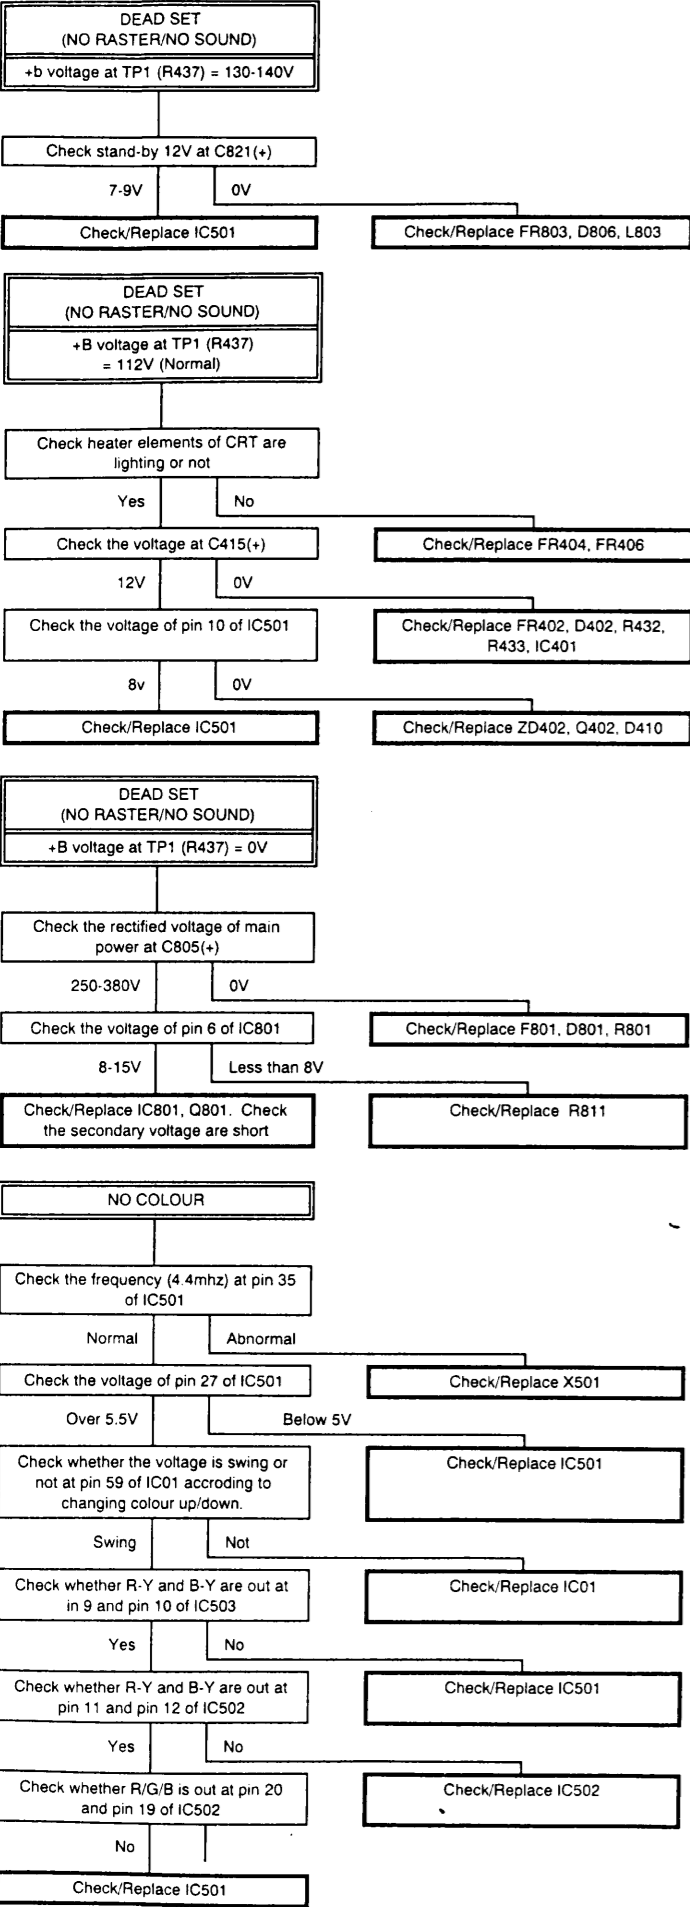 DEAD SET
(NO RASTER/NO SOUND)
+b voltage at TP1 (R437) = 130-140V
Check stand-by 12V at C821(+)
7-9V
0V
Check/Replace IC501
Check/Replace FR803, D806, L803
DEAD SET
(NO RASTER/NO SOUND)
+B voltage at TP1 (R437)
= 112V (Normal)
Check heater elements of CRT are
lighting or not
Yes
No
Check the voltage at C415(+)
Check/Replace FR404, FR406
12V
0V
Check the voltage of pin 10 of IC501
Check/Replace FR402, D402, R432,
R433, IC401
8v
0V
Check/Replace IC501
Check/Replace ZD402, Q402, D410
DEAD SET
(NO RASTER/NO SOUND)
+B voltage at TP1 (R437) = 0V
Check the rectified voltage of main
power at C805(+)
250-380V
0V
Check the voltage of pin 6 of IC801
Check/Replace F801, D801, R801
8-15V
Less than 8V
Check/Replace IC801, Q801. Check
the secondary voltage are short
Check/Replace R811
NO COLOUR
Check the frequency (4.4mhz) at pin 35
of IC501
Normal
Abnormal
Check the voltage of pin 27 of IC501
Check/Replace X501
Over 5.5V
Below 5V
Check whether the voltage is swing or
not at pin 59 of IC01 accroding to
changing colour up/down.
Check/Replace IC501
Swing
Not
Check whether R-Y and B-Y are out at
in 9 and pin 10 of IC503
Check/Replace IC01
Yes
No
Check whether R-Y and B-Y are out at
pin 11 and pin 12 of IC502
Check/Replace IC501
Yes
No
Check whether R/G/B is out at pin 20
and pin 19 of IC502
Check/Replace IC502
No
Check/Replace IC501